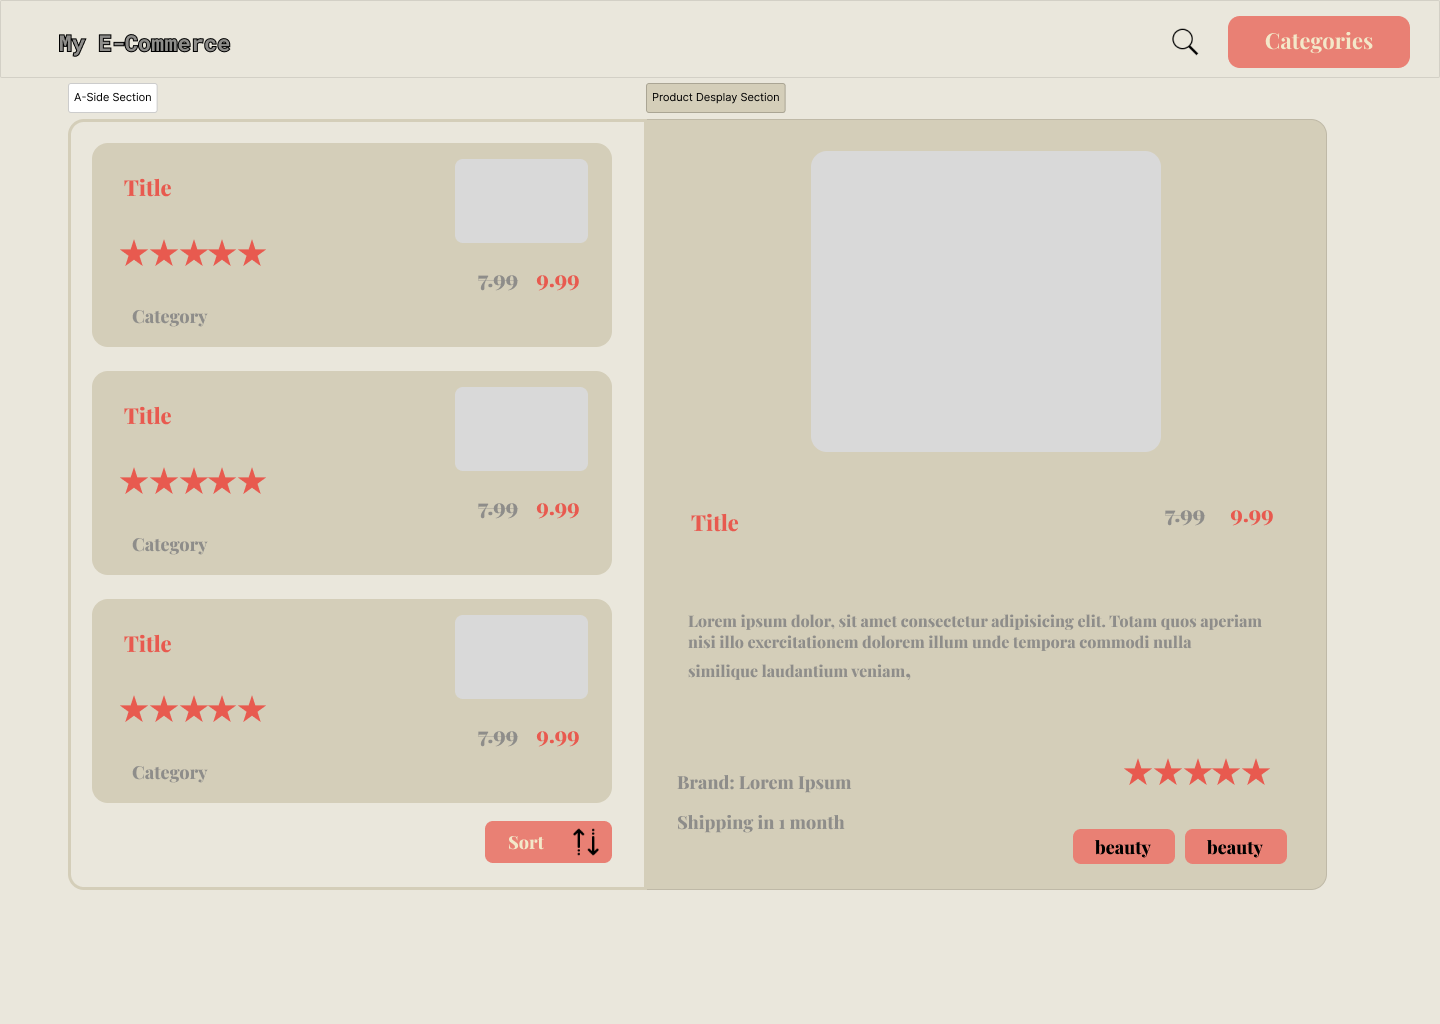 My E-Commerce
Categories
A-Side Section
Product Desplay Section
Title
7.99 9.99
Category
Title
7.99 9.99
Category
Title
7.99 9.99
Category
Sort
Title
7.99 9.99
Lorem ipsum dolor, sit amet consectetur adipisicing elit. Totam quos aperiam
nisi illo exercitationem dolorem illum unde tempora commodi nulla
similique laudantium veniam,
Brand: Lorem Ipsum
Shipping in 1 month
beauty
beauty